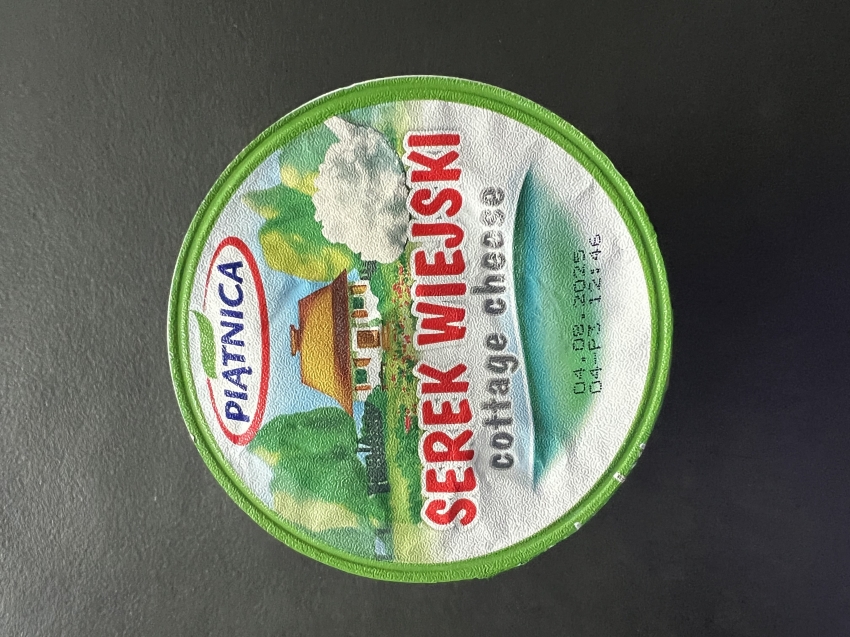 PIĄTNICA
SEREK WIEJSKI
cottage cheese
04.08.2025
04-P3 12:46